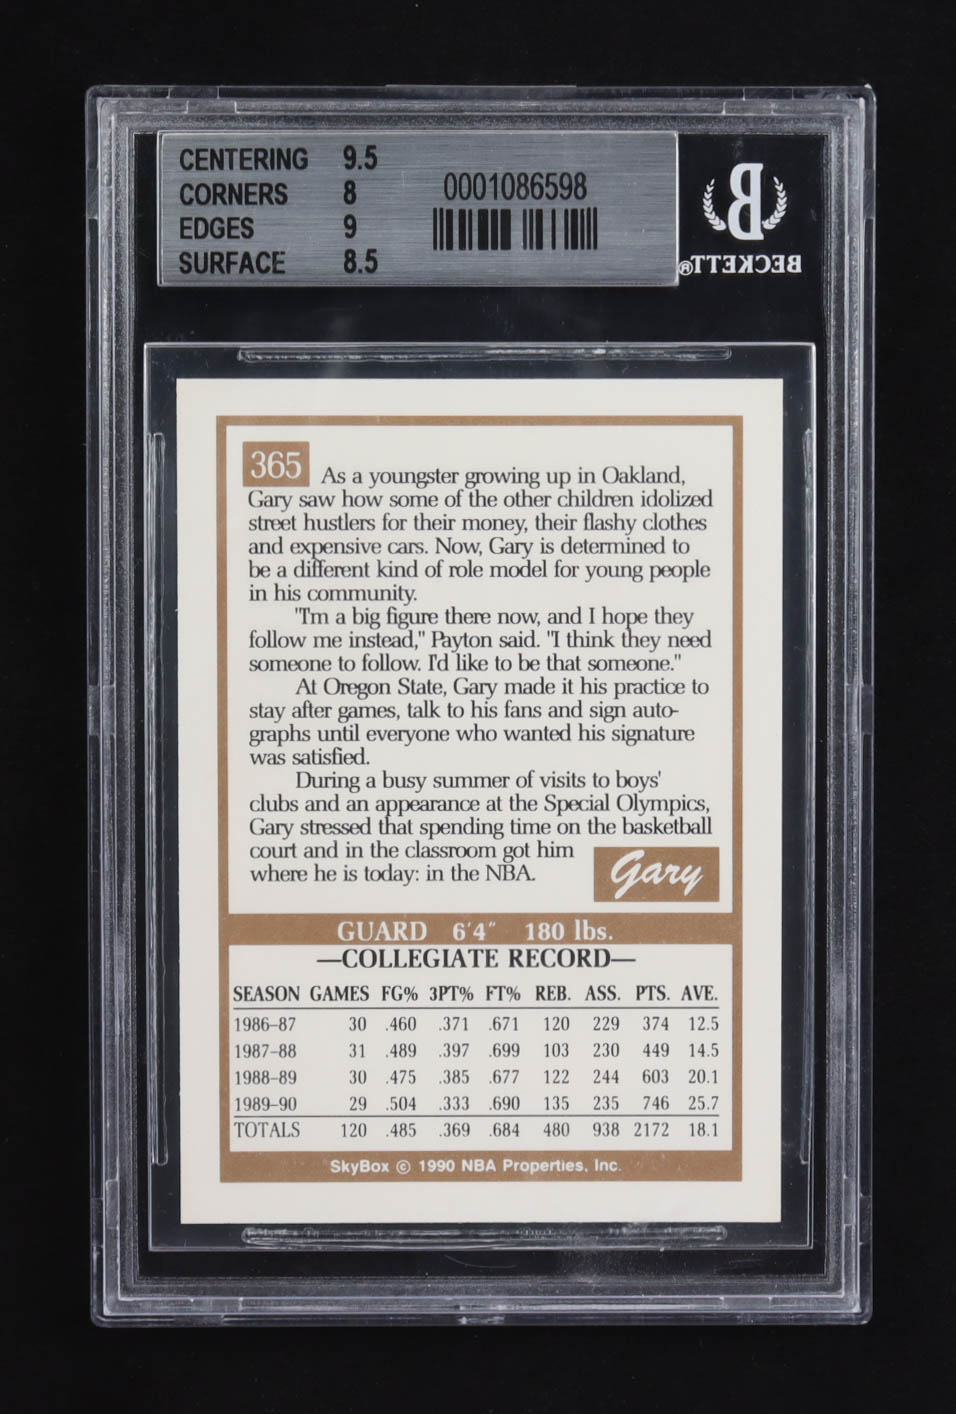 CENTERING 9.5
CORNERS 8
EDGES 9
SURFACE 8.5
0001086598
B
BECKETT®
365
As a youngster growing up in Oakland,
Gary saw how some of the other children idolized
street hustlers for their money, their flashy clothes
and expensive cars. Now, Gary is determined to
be a different kind of role model for young people
in his community.
"I'm a big figure there now, and I hope they
follow me instead," Payton said. "I think they need
someone to follow. I'd like to be that someone."
At Oregon State, Gary made it his practice to
stay after games, talk to his fans and sign auto-
graphs until everyone who wanted his signature
was satisfied.
During a busy summer of visits to boys'
clubs and an appearance at the Special Olympics,
Gary stressed that spending time on the basketball
court and in the classroom got him
where he is today: in the NBA.
Gary
GUARD 6'4" 180 lbs.
—COLLEGIATE RECORD—
SEASON GAMES FG% 3PT% FT% REB. ASS. PTS. AVE.
1986–87 30 .460 .371 .671 120 229 374 12.5
1987–88 31 .489 .397 .699 103 230 449 14.5
1988–89 30 .475 .385 .677 122 244 603 20.1
1989–90 29 .504 .333 .690 135 235 746 25.7
TOTALS 120 .485 .369 .684 480 938 2172 18.1
SkyBox © 1990 NBA Properties, Inc.